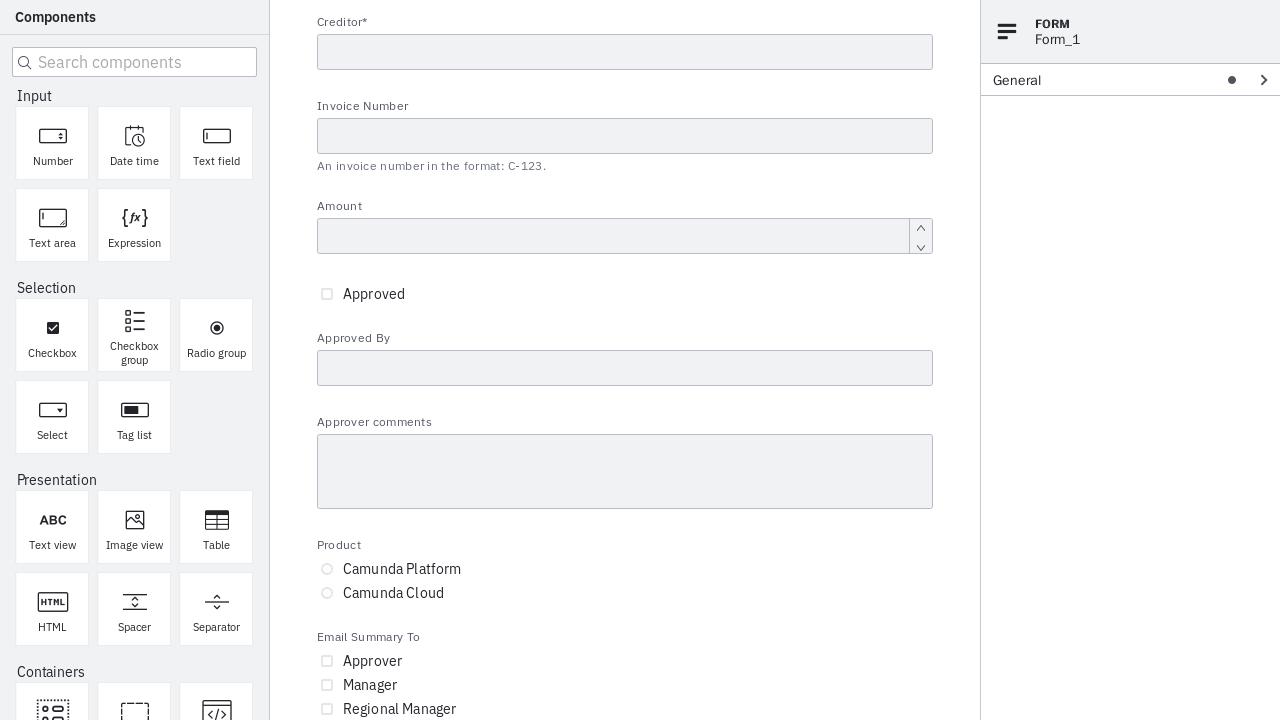 Components
Search components
Input
Number
Date time
Text field
Text area
{fx}
Expression
Selection
Checkbox
Checkbox
group
Radio group
Select
Tag list
Presentation
ABC
Text view
Image view
Table
HTML
HTML
Spacer
Separator
Containers
</>
Creditor*
Invoice Number
An invoice number in the format: C-123.
Amount
Approved
Approved By
Approver comments
Product
Camunda Platform
Camunda Cloud
Email Summary To
Approver
Manager
Regional Manager
FORM
Form_1
General